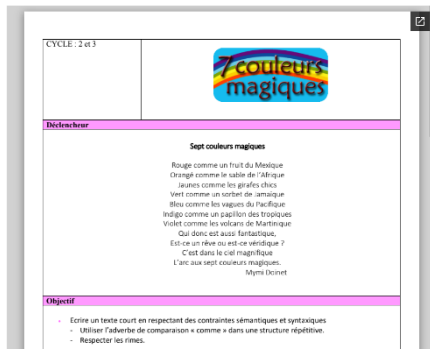 CYCLE : 2 et 3
7 couleurs
magiques
Déclencheur
Sept couleurs magiques
Rouge comme un fruit du Mexique
Orangé comme le sable de l'Afrique
Jaunes comme les girafes chics
Vert comme un sorbet de Jamaïque
Bleu comme les vagues du Pacifique
Indigo comme un papillon des tropiques
Violet comme les volcans de Martinique
Qui donc est aussi fantastique,
Est-ce un rêve ou est-ce véridique ?
C'est dans le ciel magnifique
L'arc aux sept couleurs magiques.
Mymi Doinet
Objectif
- Ecrire un texte court en respectant des contraintes sémantiques et syntaxiques
- Utiliser l'adverbe de comparaison « comme » dans une structure répétitive.
- Respecter les rimes.